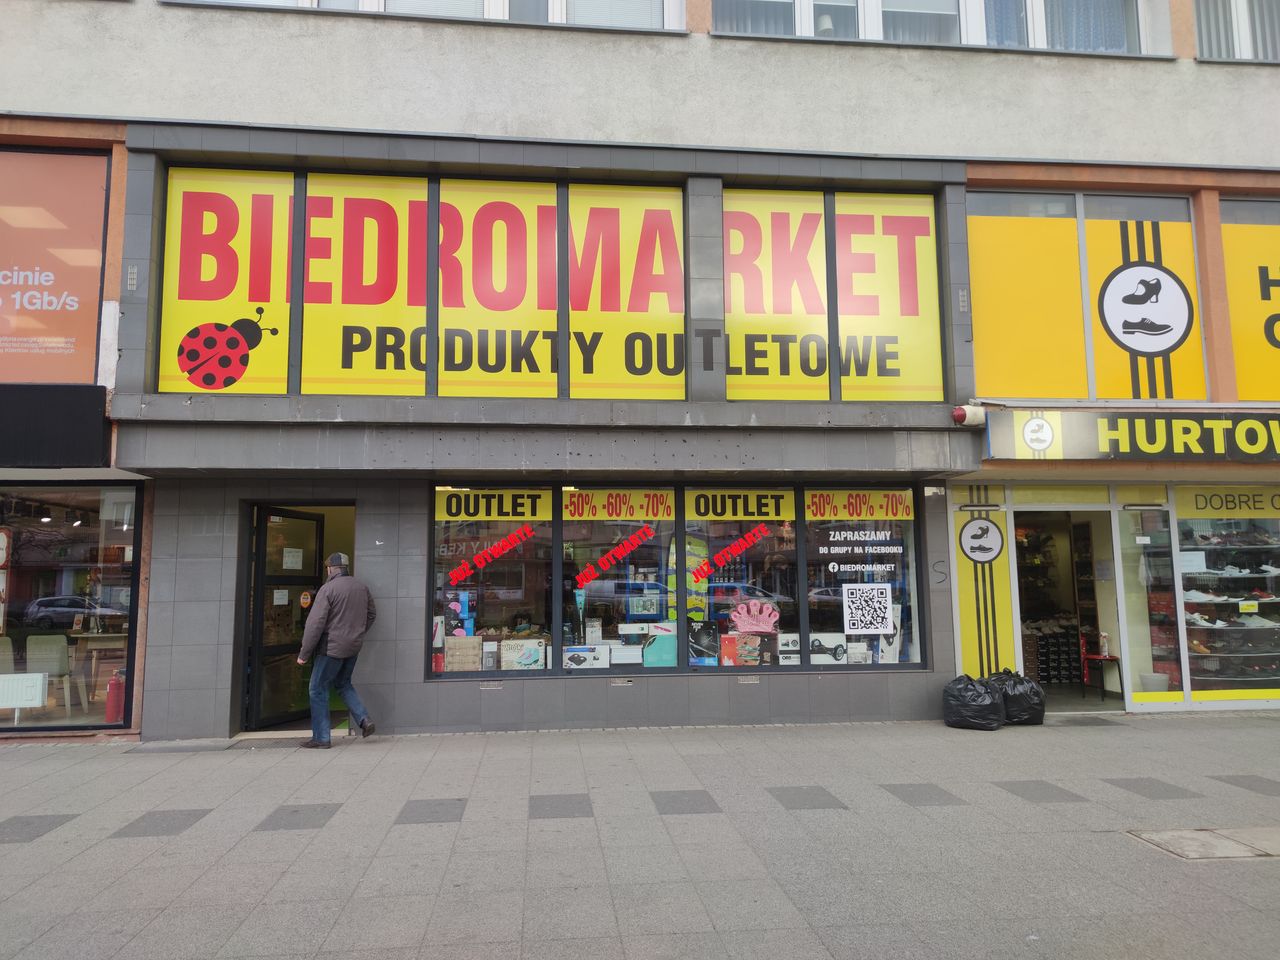 BIEDROMARKET
PRODUKTY OUTLETOWE
cinie
1Gb/s
HURTOW
DOBRE
OUTLET
-50% -60% -70%
OUTLET
-50% -60% -70%
JUŻ OTWARTE
JUŻ OTWARTE
JUŻ OTWARTE
ZAPRASZAMY
DO GRUPY NA FACEBOOKU
BIEDROMARKET